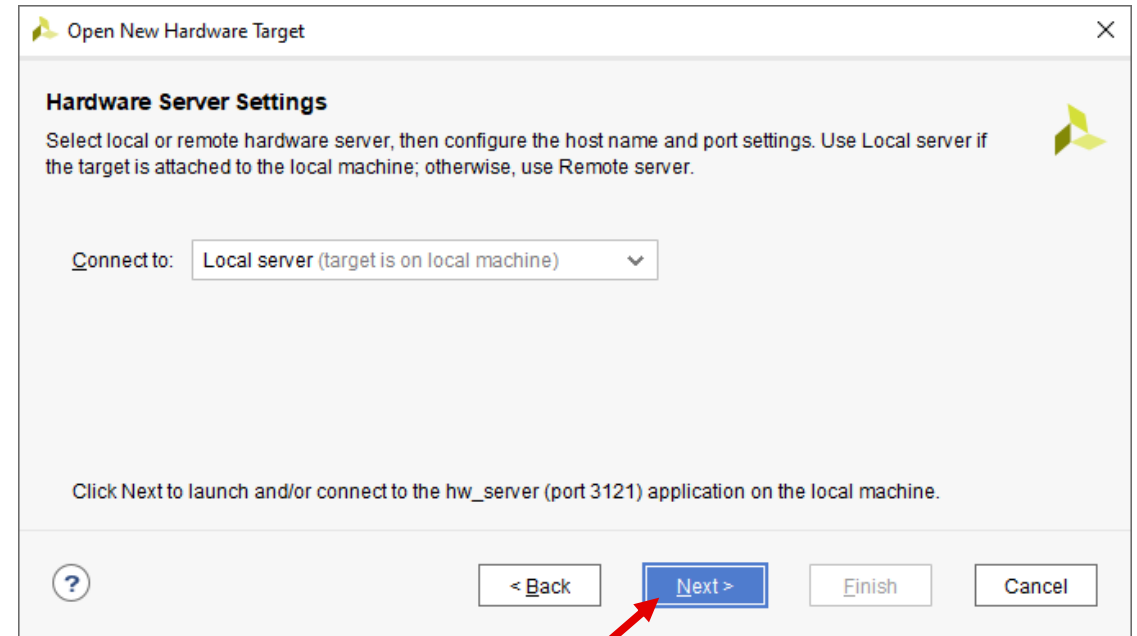 Open New Hardware Target
Hardware Server Settings
Select local or remote hardware server, then configure the host name and port settings. Use Local server if
the target is attached to the local machine; otherwise, use Remote server.
Connect to: Local server (target is on local machine)
Click Next to launch and/or connect to the hw_server (port 3121) application on the local machine.
? < Back Next > Finish Cancel